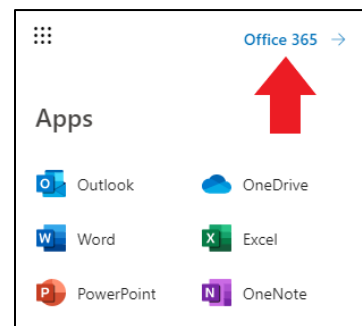 Office 365 →
Apps
Outlook OneDrive
Word Excel
PowerPoint OneNote